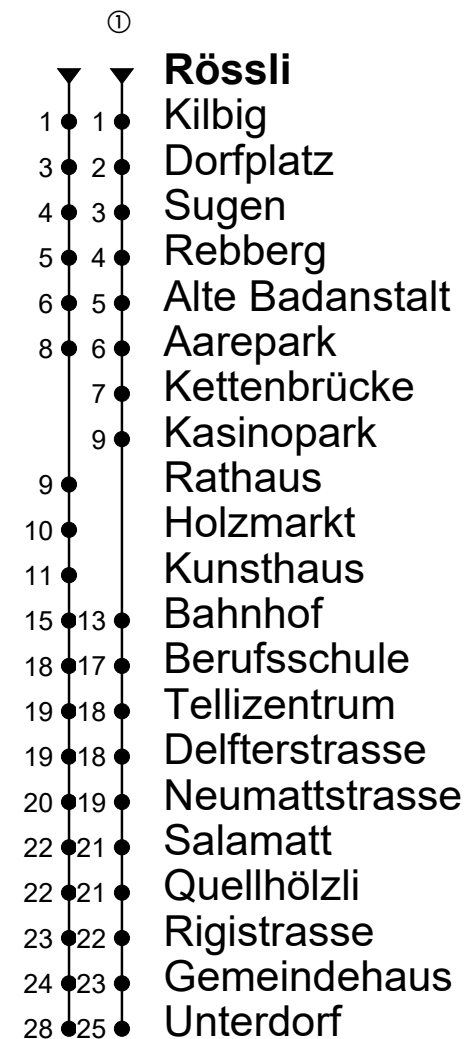 ①
Rössli
1 1 Kilbig
3 2 Dorfplatz
4 3 Sugen
5 4 Rebberg
6 5 Alte Badanstalt
8 6 Aarepark
7 Kettenbrücke
9 Kasinopark
9 Rathaus
10 Holzmarkt
11 Kunsthaus
15 13 Bahnhof
18 17 Berufsschule
19 18 Tellizentrum
19 18 Delfterstrasse
20 19 Neumattstrasse
22 21 Salamatt
22 21 Quellhölzli
23 22 Rigistrasse
24 23 Gemeindehaus
28 25 Unterdorf